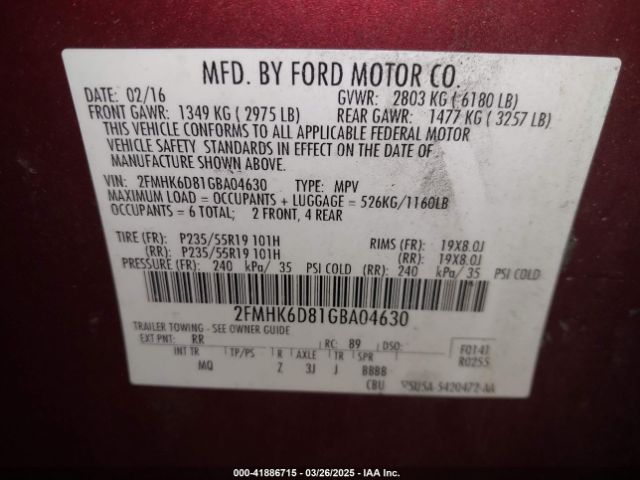 MFD. BY FORD MOTOR CO.
DATE: 02/16 GVWR: 2803 KG ( 6180 LB)
FRONT GAWR: 1349 KG ( 2975 LB) REAR GAWR: 1477 KG ( 3257 LB)
THIS VEHICLE CONFORMS TO ALL APPLICABLE FEDERAL MOTOR
VEHICLE SAFETY STANDARDS IN EFFECT ON THE DATE OF
MANUFACTURE SHOWN ABOVE.
VIN: 2FMHK6D81GBA04630 TYPE: MPV
MAXIMUM LOAD = OCCUPANTS + LUGGAGE = 526KG/1160LB
OCCUPANTS = 6 TOTAL; 2 FRONT, 4 REAR
TIRE (FR): P235/55R19 101H RIMS (FR): 19X8.0J
(RR): P235/55R19 101H (RR): 19X8.0J
PRESSURE (FR): 240 kPa/ 35 PSI COLD (RR): 240 kPa/ 35 PSI COLD
2FMHK6D81GBA04630
TRAILER TOWING - SEE OWNER GUIDE
EXT PNT: RR RC: 89 DSO: F0141
INT TR TP/PS R AXLE TR SPR R0255
MQ Z 3J J BBBB
CBU 5U5A-5420472-AA
000-41886715 - 03/26/2025 - IAA Inc.